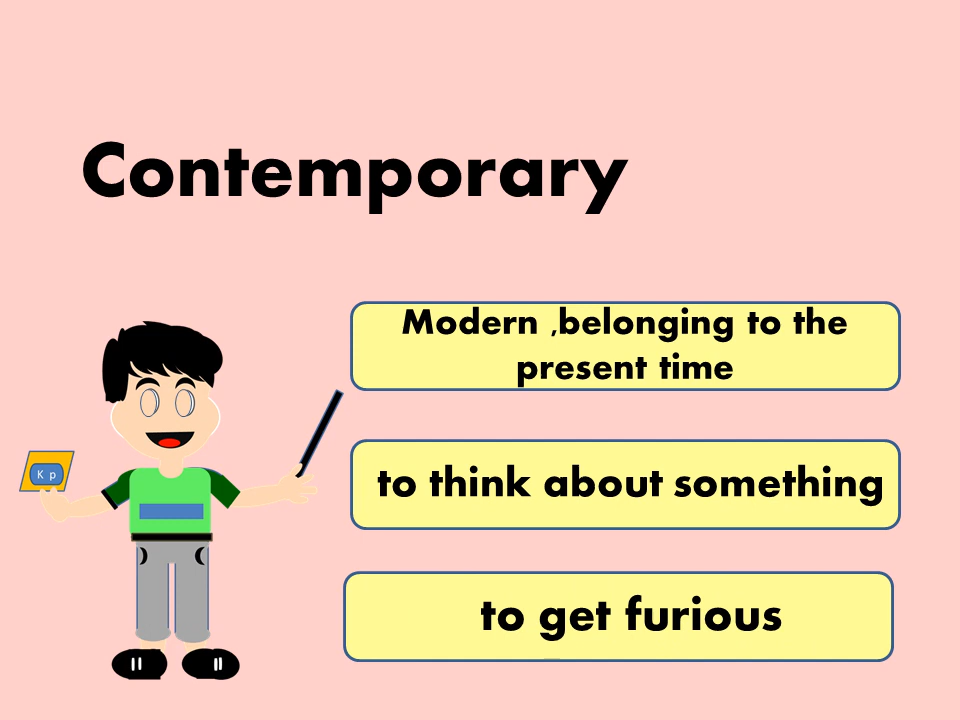 Contemporary
Modern ,belonging to the
present time
K p
to think about something
to get furious